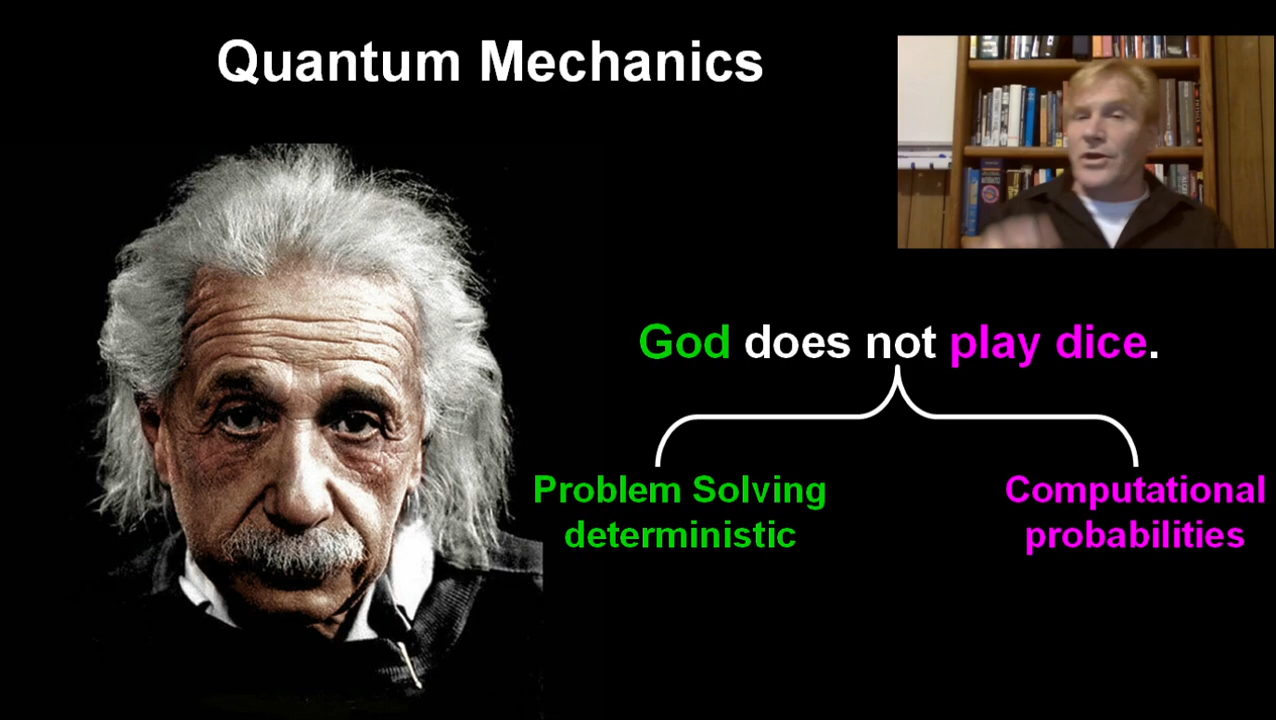 Quantum Mechanics
God does not play dice.
Problem Solving
deterministic
Computational
probabilities